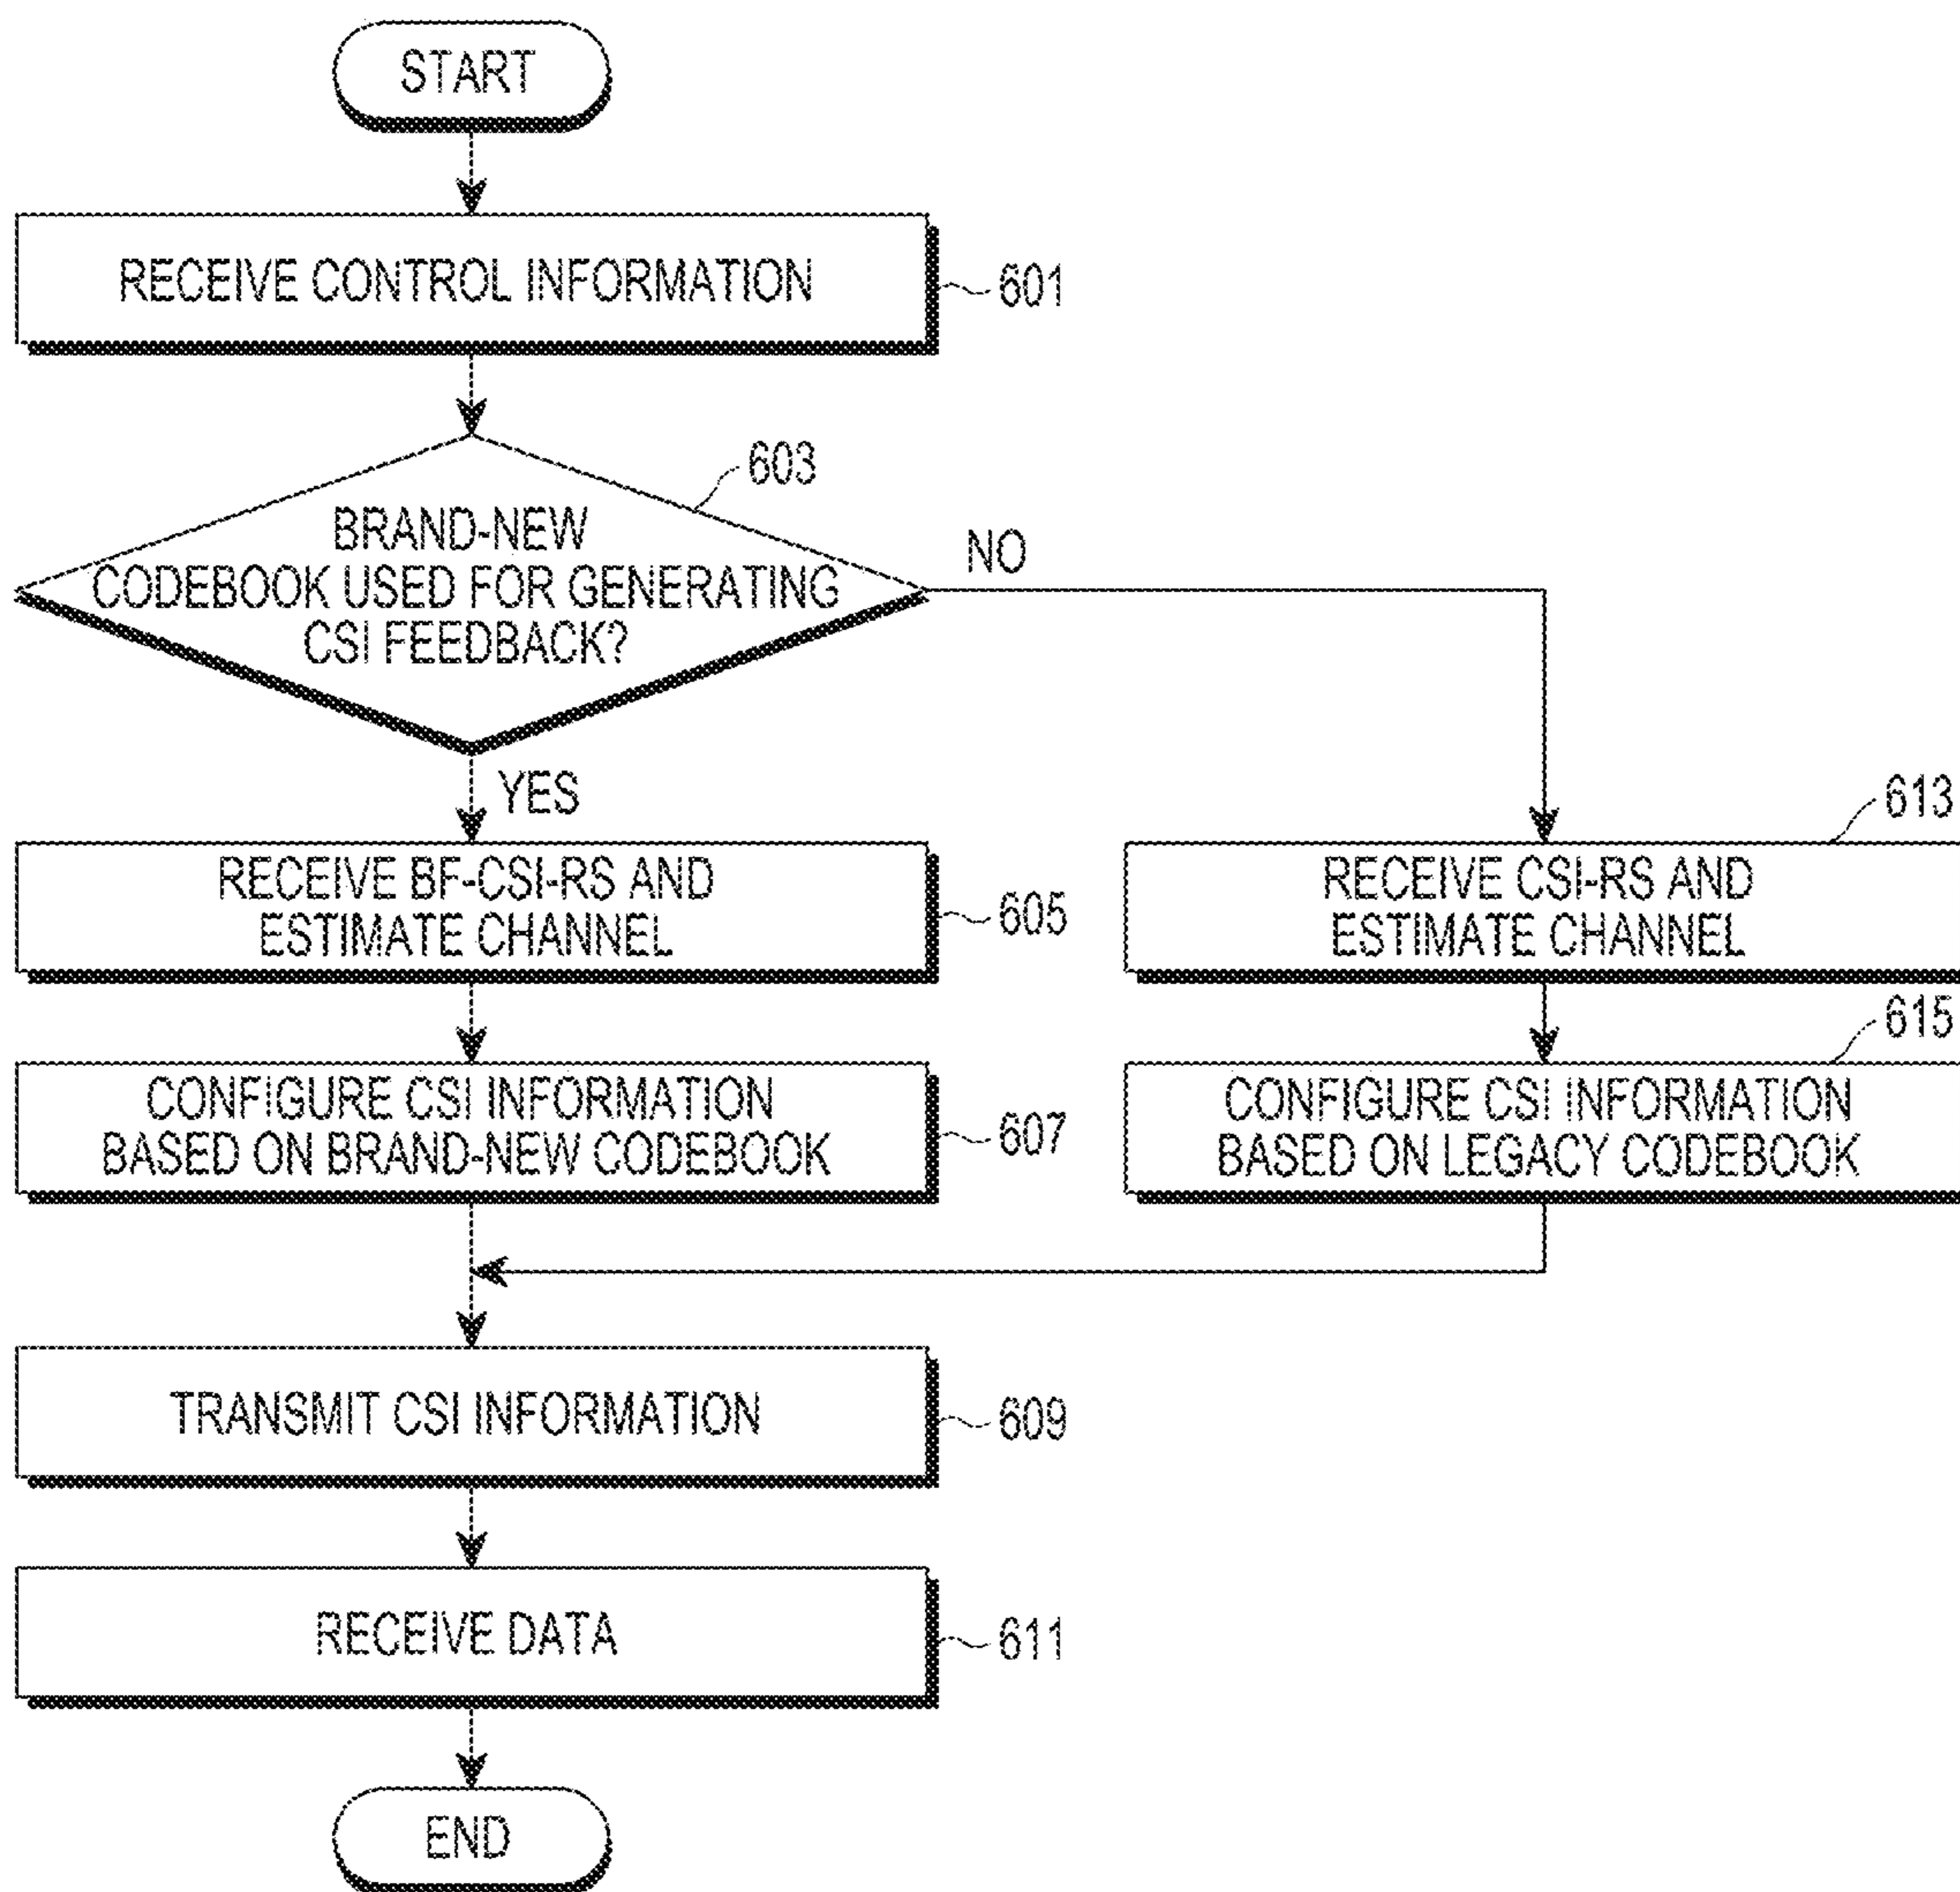 START
RECEIVE CONTROL INFORMATION
601
603
BRAND-NEW
CODEBOOK USED FOR GENERATING
CSI FEEDBACK?
NO
YES
RECEIVE BF-CSI-RS AND
ESTIMATE CHANNEL
605
613
RECEIVE CSI-RS AND
ESTIMATE CHANNEL
CONFIGURE CSI INFORMATION
BASED ON BRAND-NEW CODEBOOK
607
615
CONFIGURE CSI INFORMATION
BASED ON LEGACY CODEBOOK
TRANSMIT CSI INFORMATION
609
RECEIVE DATA
611
END